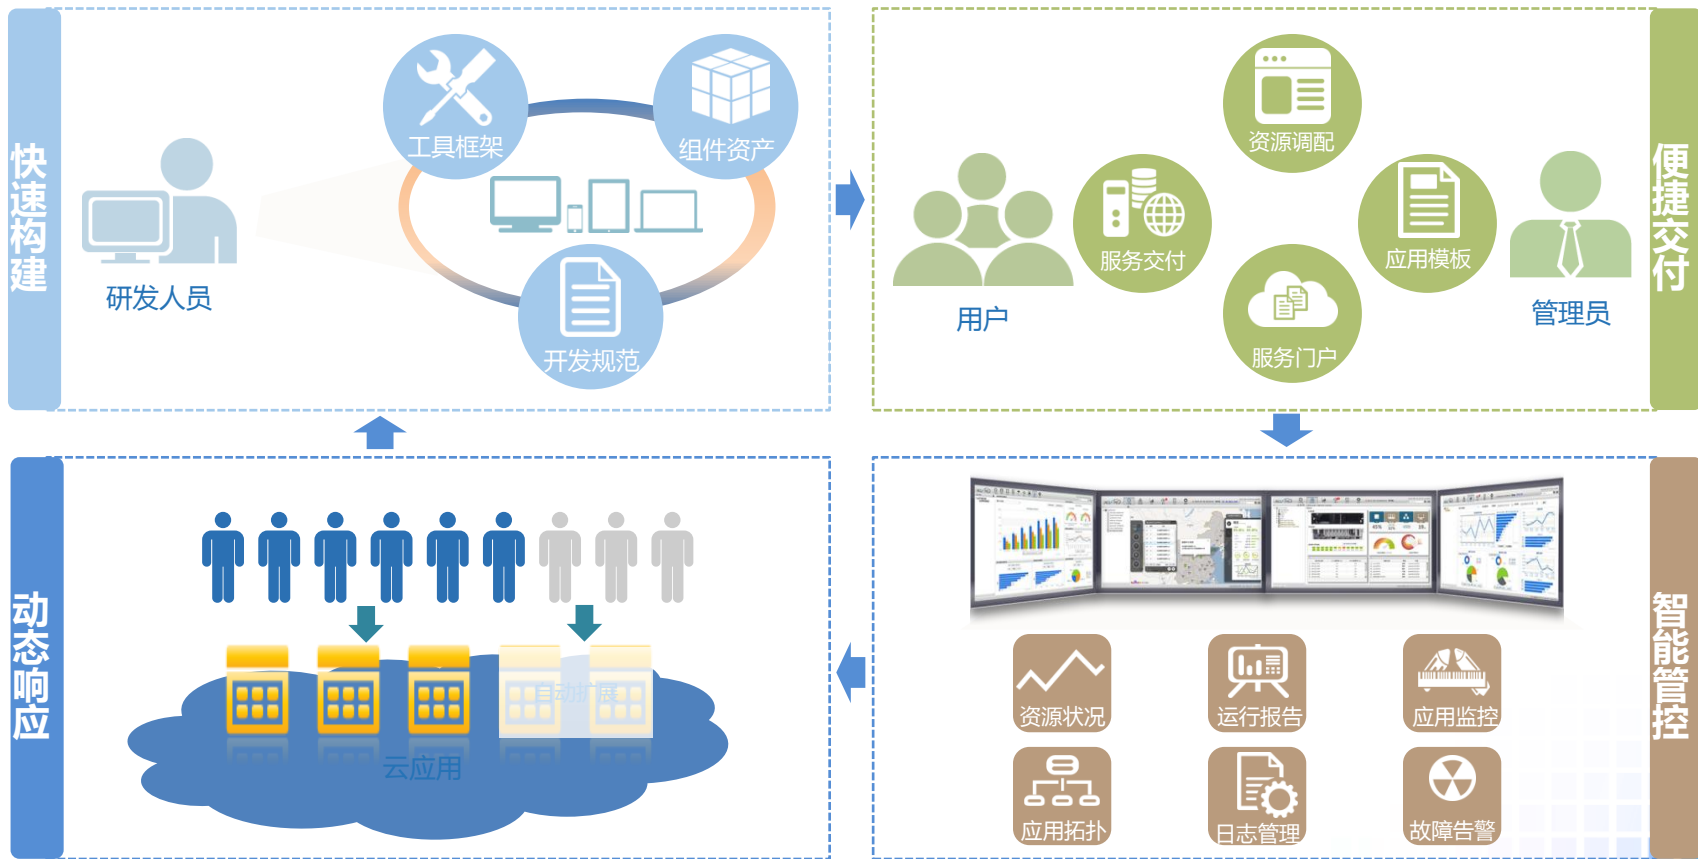 快速构建
工具框架
组件资产
研发人员
开发规范
便捷交付
资源调配
服务交付
应用模板
用户
管理员
服务门户
动态响应
自动扩展
云应用
智能管控
资源状况
运行报告
应用监控
应用拓扑
日志管理
故障告警